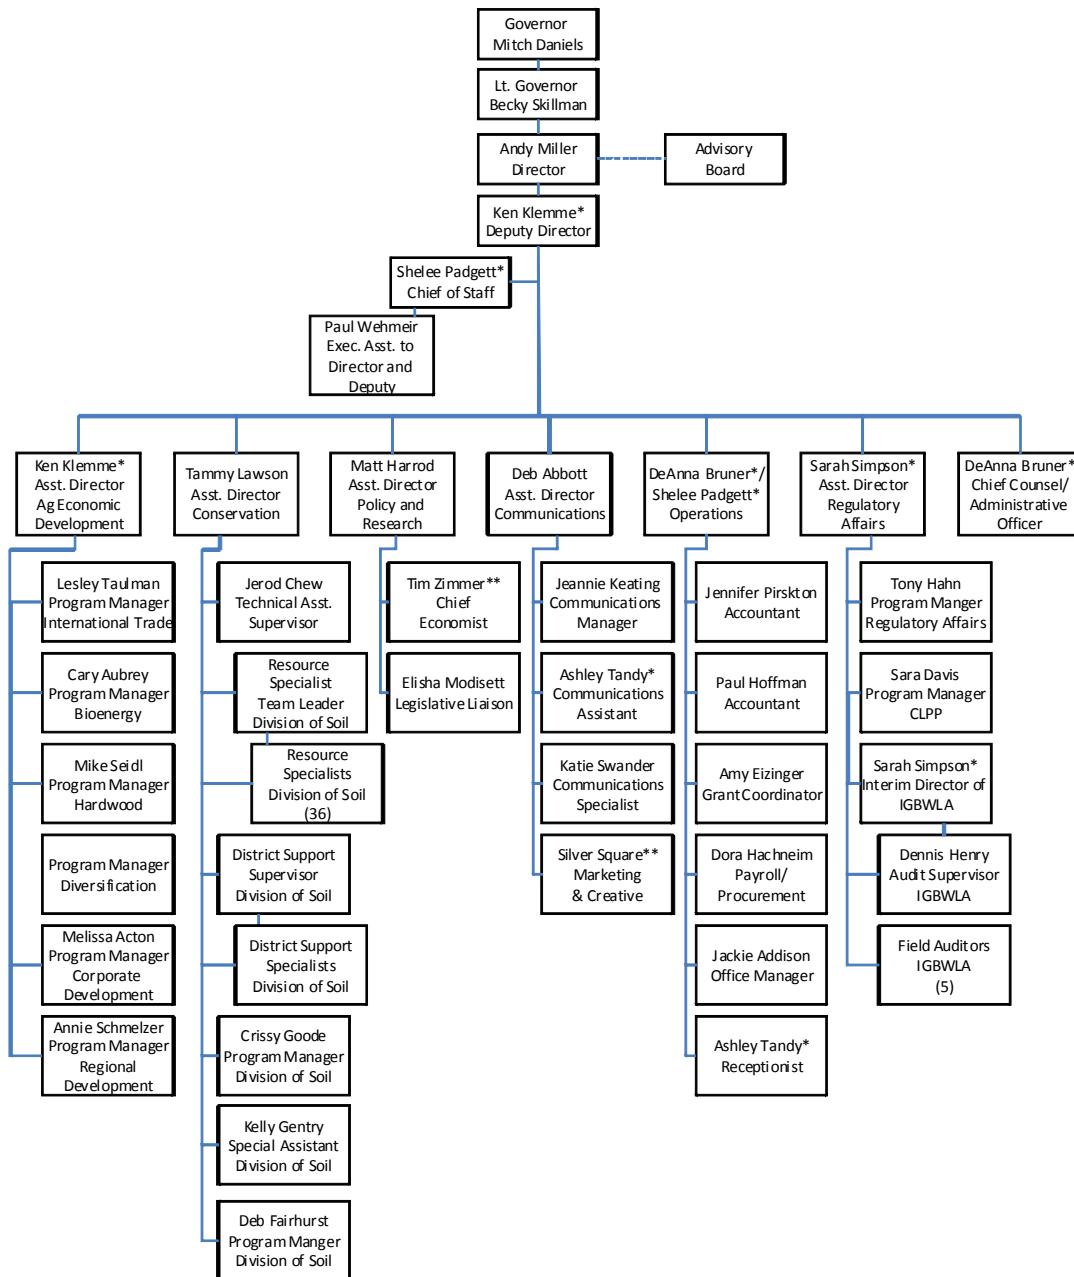 Governor
Mitch Daniels
Lt. Governor
Becky Skillman
Andy Miller
Director
Advisory
Board
Ken Klemme*
Deputy Director
Shelee Padgett*
Chief of Staff
Paul Wehmeir
Exec. Asst. to
Director and
Deputy
Ken Klemme*
Asst. Director
Ag Economic
Development
Tammy Lawson
Asst. Director
Conservation
Matt Harrod
Asst. Director
Policy and
Research
Deb Abbott
Asst. Director
Communications
DeAnna Bruner*/
Shelee Padgett*
Operations
Sarah Simpson*
Asst. Director
Regulatory
Affairs
DeAnna Bruner*
Chief Counsel/
Administrative
Officer
Lesley Taulman
Program Manager
International Trade
Cary Aubrey
Program Manager
Bioenergy
Mike Seidl
Program Manager
Hardwood
Program Manager
Diversification
Melissa Acton
Program Manager
Corporate
Development
Annie Schmelzer
Program Manager
Regional
Development
Jerod Chew
Technical Asst.
Supervisor
Resource
Specialist
Team Leader
Division of Soil
Resource
Specialists
Division of Soil
(36)
District Support
Supervisor
Division of Soil
District Support
Specialists
Division of Soil
Crissy Goode
Program Manager
Division of Soil
Kelly Gentry
Special Assistant
Division of Soil
Deb Fairhurst
Program Manger
Division of Soil
Tim Zimmer**
Chief
Economist
Elisha Modisett
Legislative Liaison
Jeannie Keating
Communications
Manager
Ashley Tandy*
Communications
Assistant
Katie Swander
Communications
Specialist
Silver Square**
Marketing
& Creative
Jennifer Pirskton
Accountant
Paul Hoffman
Accountant
Amy Eizinger
Grant Coordinator
Dora Hachneim
Payroll/
Procurement
Jackie Addison
Office Manager
Ashley Tandy*
Receptionist
Tony Hahn
Program Manger
Regulatory Affairs
Sara Davis
Program Manager
CLPP
Sarah Simpson*
Interim Director of
IGBWLA
Dennis Henry
Audit Supervisor
IGBWLA
Field Auditors
IGBWLA
(5)